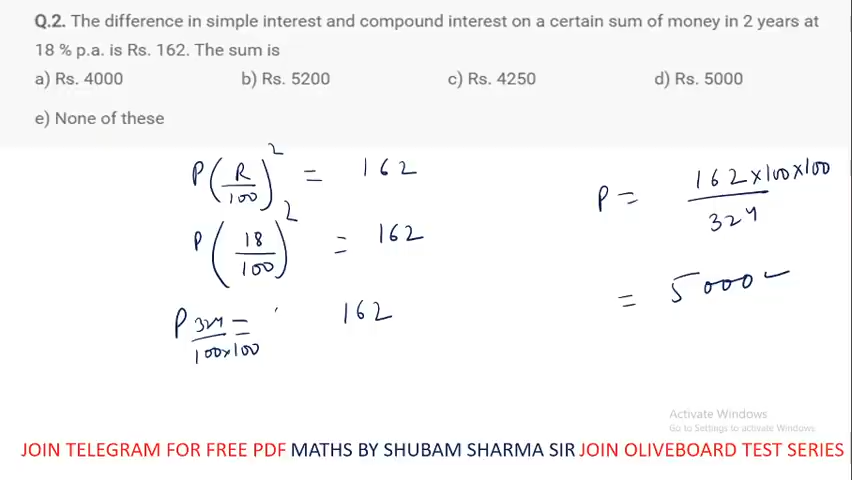 Q.2. The difference in simple interest and compound interest on a certain sum of money in 2 years at
18 % p.a. is Rs. 162. The sum is
a) Rs. 4000 b) Rs. 5200 c) Rs. 4250 d) Rs. 5000
e) None of these
P(R/100)² = 162
P(18/100)² = 162
P 324/100×100 = 162
P = 162×100×100/324
= 5000
Activate Windows
Go to Settings to activate Windows
JOIN TELEGRAM FOR FREE PDF MATHS BY SHUBAM SHARMA SIR JOIN OLIVEBOARD TEST SERIES